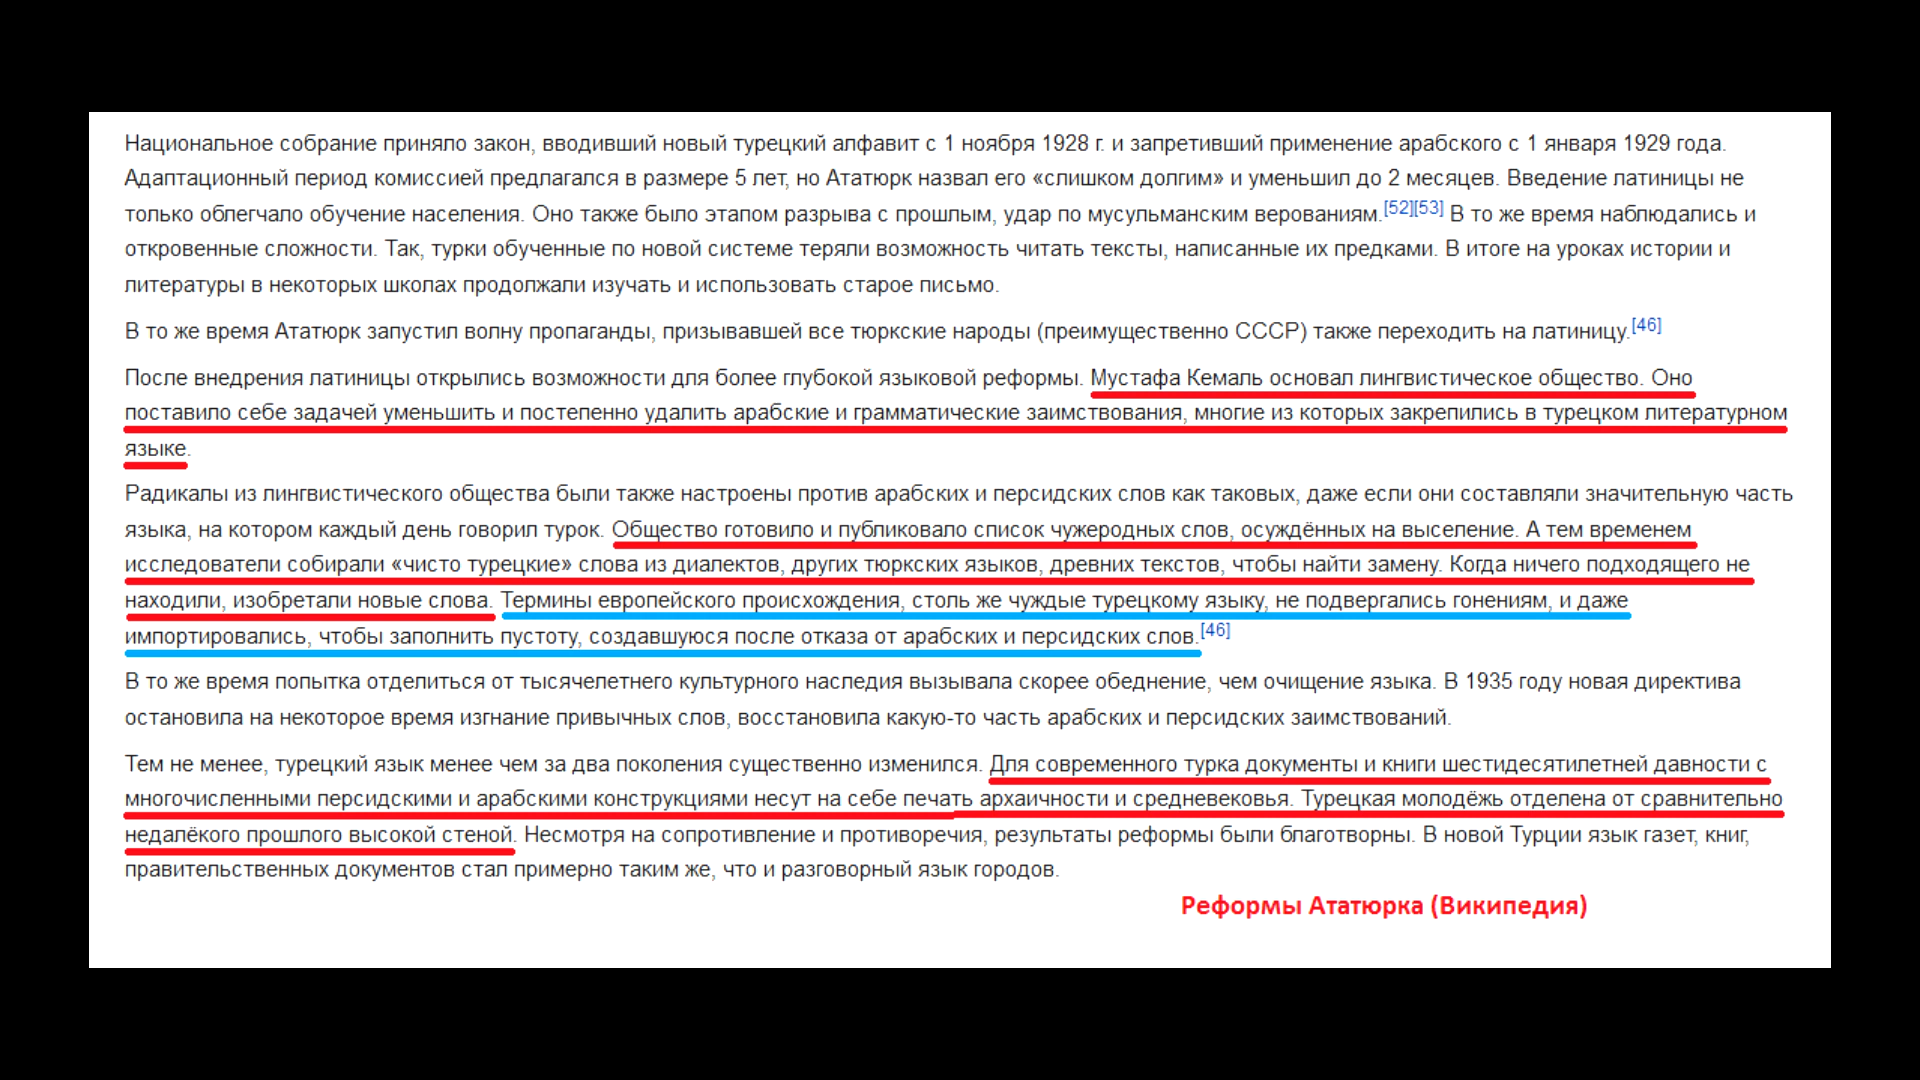 Национальное собрание приняло закон, вводивший новый турецкий алфавит с 1 ноября 1928 г. и запретивший применение арабского с 1 января 1929 года.
Адаптационный период комиссией предлагался в размере 5 лет, но Ататюрк назвал его «слишком долгим» и уменьшил до 2 месяцев. Введение латиницы не
только облегчало обучение населения. Оно также было этапом разрыва с прошлым, удар по мусульманским верованиям.[52][53] В то же время наблюдались и
откровенные сложности. Так, турки обученные по новой системе теряли возможность читать тексты, написанные их предками. В итоге на уроках истории и
литературы в некоторых школах продолжали изучать и использовать старое письмо.
В то же время Ататюрк запустил волну пропаганды, призывавшей все тюркские народы (преимущественно СССР) также переходить на латиницу.[46]
После внедрения латиницы открылись возможности для более глубокой языковой реформы. Мустафа Кемаль основал лингвистическое общество. Оно
поставило себе задачей уменьшить и постепенно удалить арабские и грамматические заимствования, многие из которых закрепились в турецком литературном
языке.
Радикалы из лингвистического общества были также настроены против арабских и персидских слов как таковых, даже если они составляли значительную часть
языка, на котором каждый день говорил турок. Общество готовило и публиковало список чужеродных слов, осуждённых на выселение. А тем временем
исследователи собирали «чисто турецкие» слова из диалектов, других тюркских языков, древних текстов, чтобы найти замену. Когда ничего подходящего не
находили, изобретали новые слова. Термины европейского происхождения, столь же чуждые турецкому языку, не подвергались гонениям, и даже
импортировались, чтобы заполнить пустоту, создавшуюся после отказа от арабских и персидских слов.[46]
В то же время попытка отделиться от тысячелетнего культурного наследия вызывала скорее обеднение, чем очищение языка. В 1935 году новая директива
остановила на некоторое время изгнание привычных слов, восстановила какую-то часть арабских и персидских заимствований.
Тем не менее, турецкий язык менее чем за два поколения существенно изменился. Для современного турка документы и книги шестидесятилетней давности с
многочисленными персидскими и арабскими конструкциями несут на себе печать архаичности и средневековья. Турецкая молодёжь отделена от сравнительно
недалёкого прошлого высокой стеной. Несмотря на сопротивление и противоречия, результаты реформы были благотворны. В новой Турции язык газет, книг,
правительственных документов стал примерно таким же, что и разговорный язык городов.
Реформы Ататюрка (Википедия)